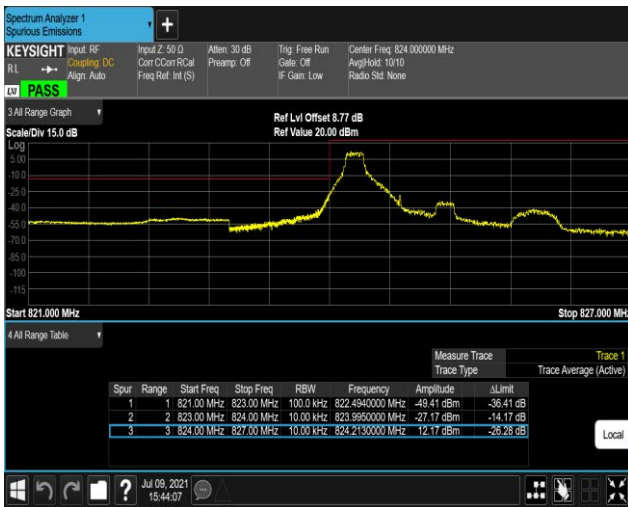 Spectrum Analyzer 1
Spurious Emissions
+
KEYSIGHT Input: RF Input Z: 50 Ω Atten: 30 dB Trig: Free Run Center Freq: 824.000000 MHz
RL Coupling: DC Corr CCorr RCal Preamp: Off Gate: Off Avg|Hold: 10/10
Align: Auto Freq Ref: Int (S) IF Gain: Low Radio Std: None
LXI PASS
3 All Range Graph Ref Lvl Offset 8.77 dB
Scale/Div 15.0 dB Ref Value 20.00 dBm
Log
5.00
-10.0
-25.0
-40.0
-55.0
-70.0
-85.0
-100
-115
Start 821.000 MHz Stop 827.000 MHz
4 All Range Table
Measure Trace Trace 1
Trace Type Trace Average (Active)
Spur Range Start Freq Stop Freq RBW Frequency Amplitude ΔLimit
1 1 821.00 MHz 823.00 MHz 100.0 kHz 822.4940000 MHz -49.41 dBm -36.41 dB
2 2 823.00 MHz 824.00 MHz 10.00 kHz 823.9950000 MHz -27.17 dBm -14.17 dB
3 3 824.00 MHz 827.00 MHz 10.00 kHz 824.2130000 MHz 12.17 dBm -26.28 dB
Local
? Jul 09, 2021
15:44:07